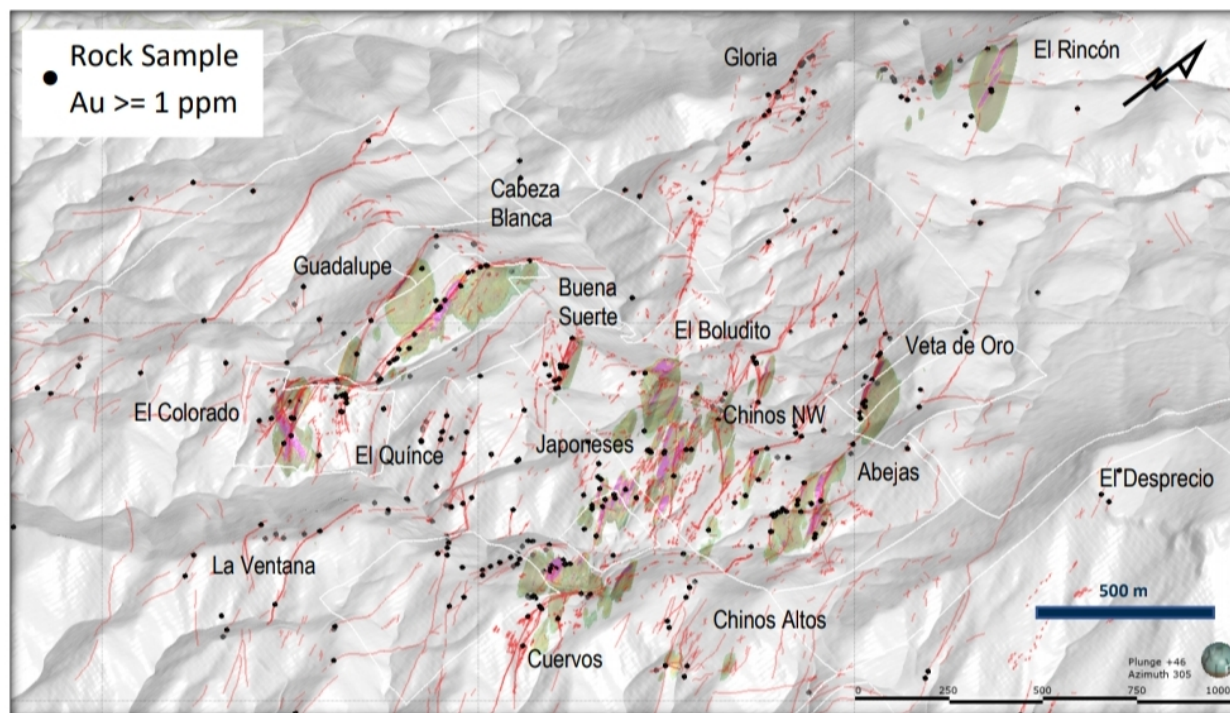 Rock Sample
Au >= 1 ppm
Gloria
El Rincón
N
Cabeza
Blanca
Guadalupe
Buena
Suerte
El Boludito
Veta de Oro
El Colorado
Chinos NW
Japoneses
El Quínce
Abejas
El Desprecio
La Ventana
500 m
Chinos Altos
Cuervos
Plunge +46
Azimuth 305
0 250 500 750 1000